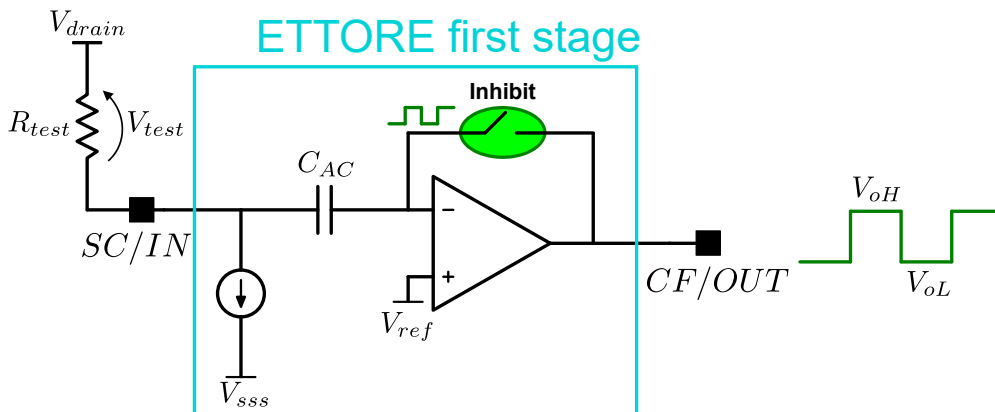 V_drain
ETTORE first stage
Inhibit
R_test
V_test
C_AC
V_oH
−
SC/IN
+
CF/OUT
V_oL
V_ref
V_sss